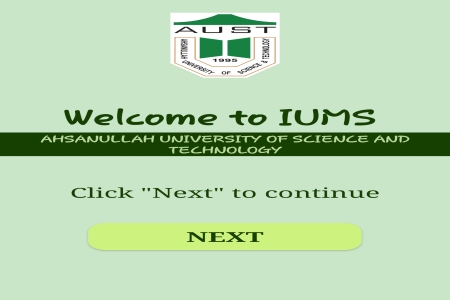 AUST
1995
AHSANULLAH UNIVERSITY OF SCIENCE & TECHNOLOGY
Welcome to IUMS
AHSANULLAH UNIVERSITY OF SCIENCE AND
TECHNOLOGY
Click "Next" to continue
NEXT